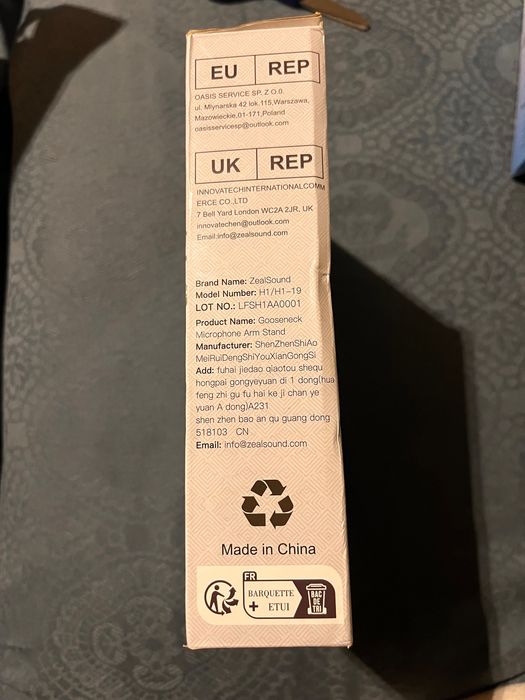 EU REP
OASIS SERVICE SP. Z O.O.
ul. Mlynarska 42 lok.115,Warszawa,
Mazowieckie,01-171,Poland
oasisservicesp@outlook.com
UK REP
INNOVATECHINTERNATIONALCOMM
ERCE CO.,LTD
7 Bell Yard London WC2A 2JR, UK
innovatechen@outlook.com
Email:info@zealsound.com
Brand Name: ZealSound
Model Number: H1/H1-19
LOT NO.: LFSH1AA0001
Product Name: Gooseneck
Microphone Arm Stand
Manufacturer: ShenZhenShiAo
MeiRuiDengShiYouXianGongSi
Add: fuhai jiedao qiaotou shequ
hongpai gongyeyuan di 1 dong(hua
feng zhi gu fu hai ke ji chan ye
yuan A dong)A231
shen zhen bao an qu guang dong
518103 CN
Email: info@zealsound.com
Made in China
FR
BARQUETTE
+ ETUI
BAC
DE
TRI